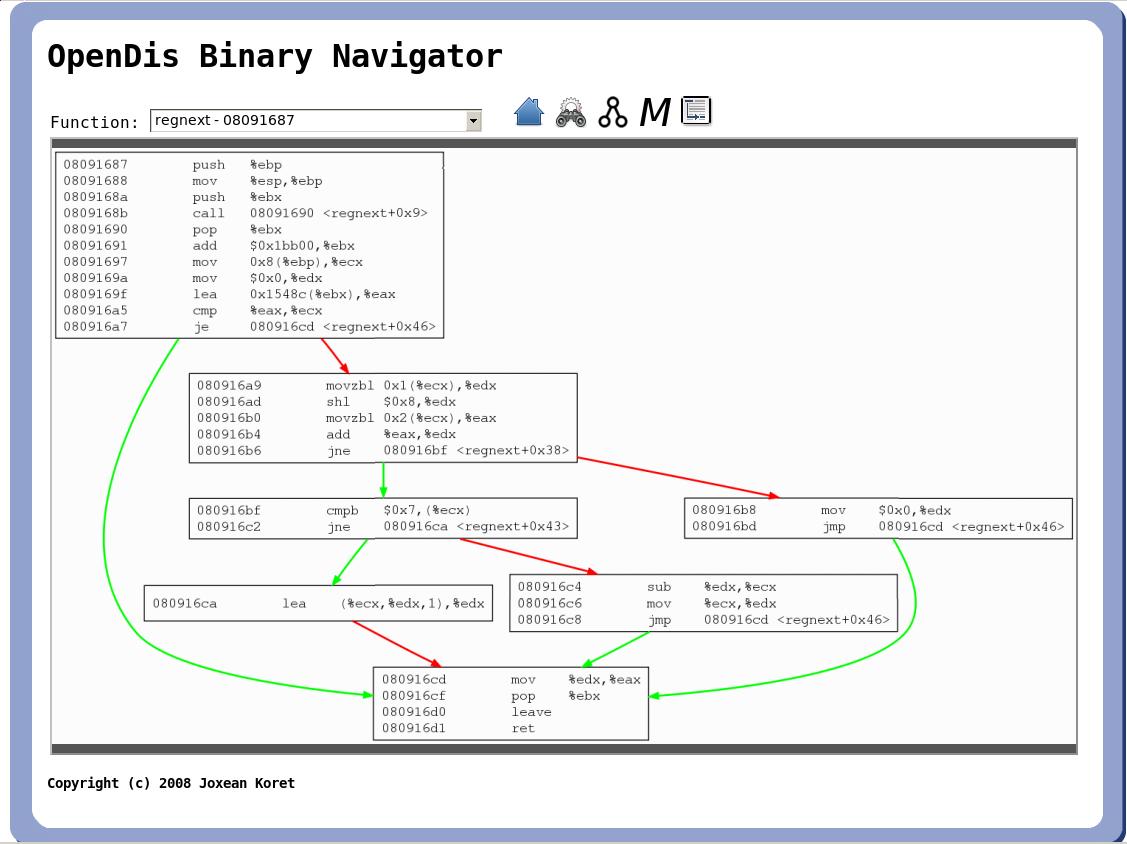 OpenDis Binary Navigator
Function: regnext - 08091687 M
08091687 push %ebp
08091688 mov %esp,%ebp
0809168a push %ebx
0809168b call 08091690 <regnext+0x9>
08091690 pop %ebx
08091691 add $0x1bb00,%ebx
08091697 mov 0x8(%ebp),%ecx
0809169a mov $0x0,%edx
0809169f lea 0x1548c(%ebx),%eax
080916a5 cmp %eax,%ecx
080916a7 je 080916cd <regnext+0x46>
080916a9 movzbl 0x1(%ecx),%edx
080916ad shl $0x8,%edx
080916b0 movzbl 0x2(%ecx),%eax
080916b4 add %eax,%edx
080916b6 jne 080916bf <regnext+0x38>
080916bf cmpb $0x7,(%ecx)
080916c2 jne 080916ca <regnext+0x43>
080916b8 mov $0x0,%edx
080916bd jmp 080916cd <regnext+0x46>
080916ca lea (%ecx,%edx,1),%edx
080916c4 sub %edx,%ecx
080916c6 mov %ecx,%edx
080916c8 jmp 080916cd <regnext+0x46>
080916cd mov %edx,%eax
080916cf pop %ebx
080916d0 leave
080916d1 ret
Copyright (c) 2008 Joxean Koret